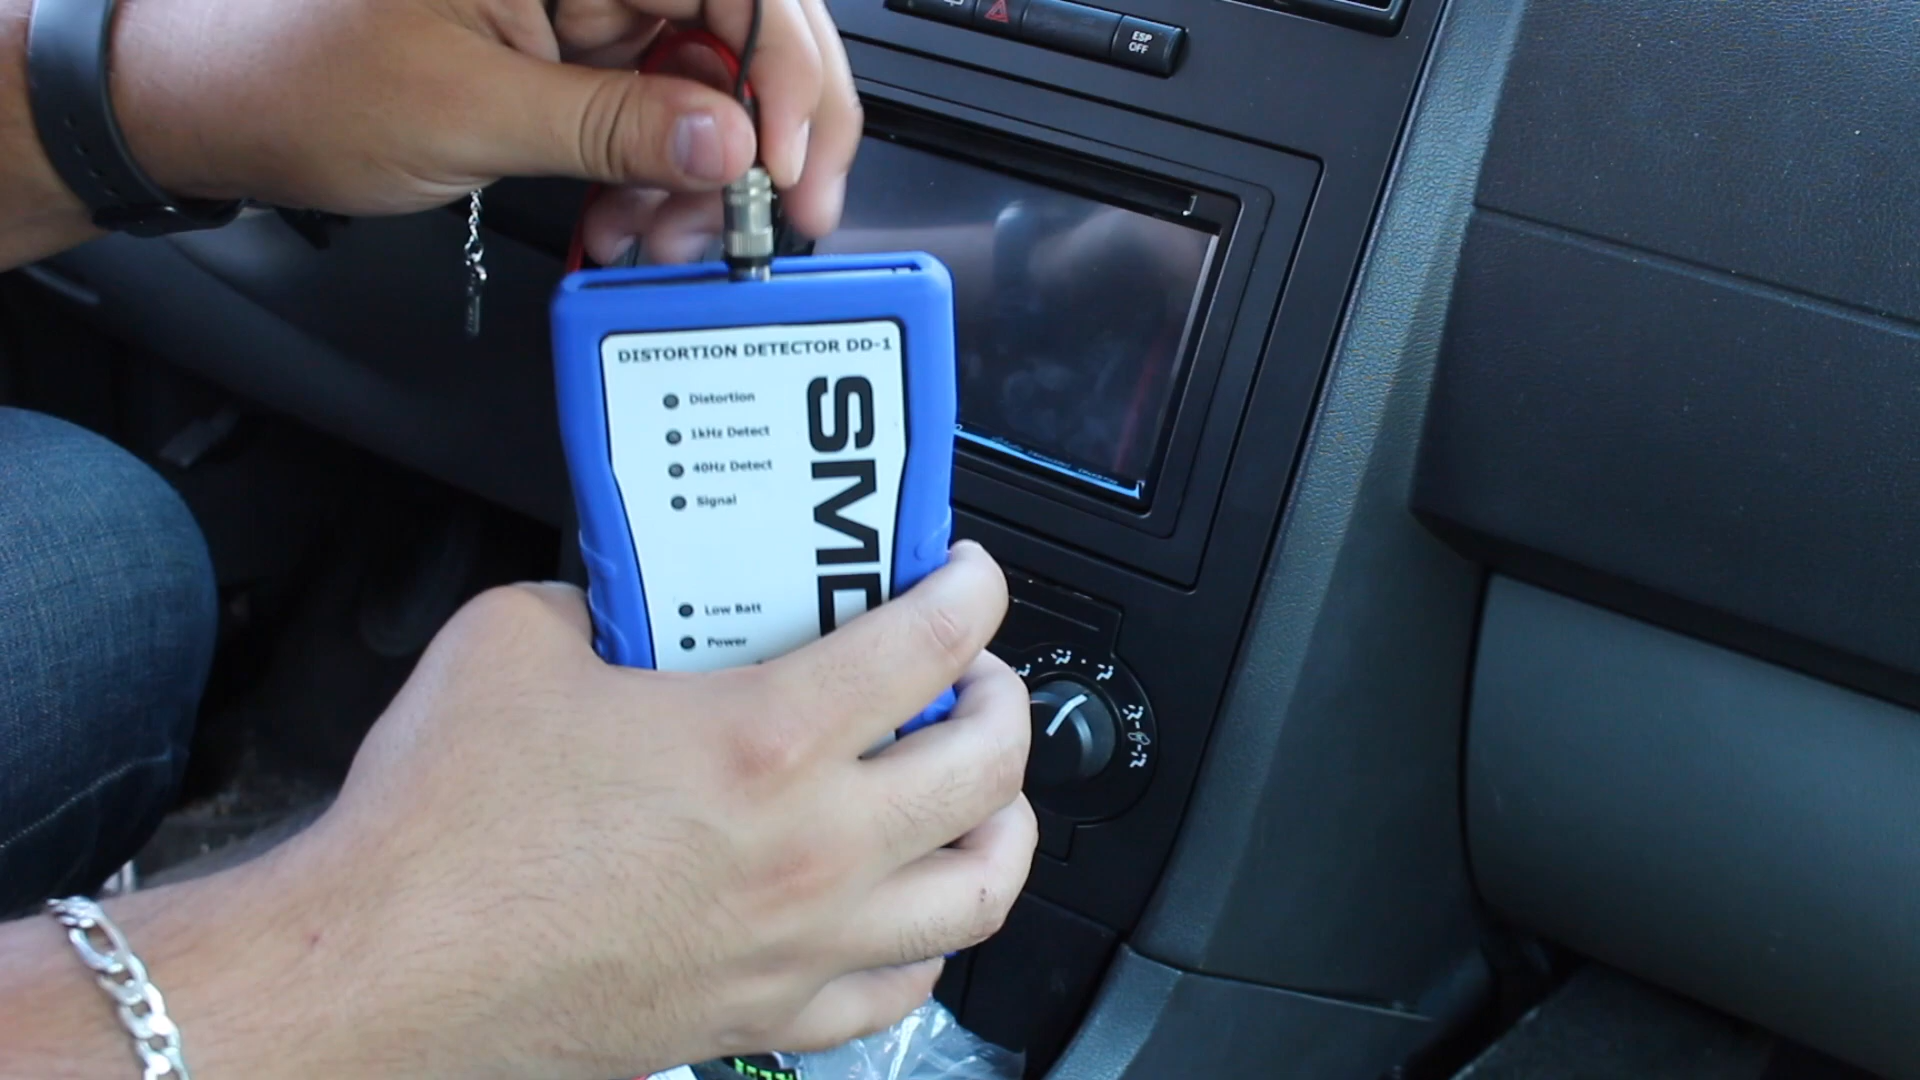 ESP
OFF
DISTORTION DETECTOR DD-1
Distortion
1kHz Detect
40Hz Detect
Signal
Low Batt
Power
SMD